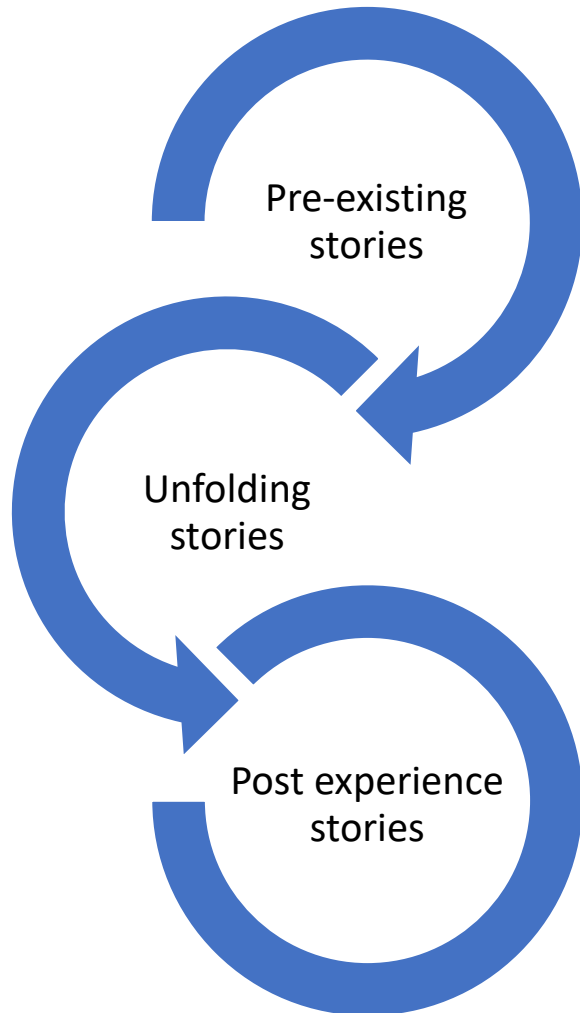 Pre-existing
stories
Unfolding
stories
Post experience
stories